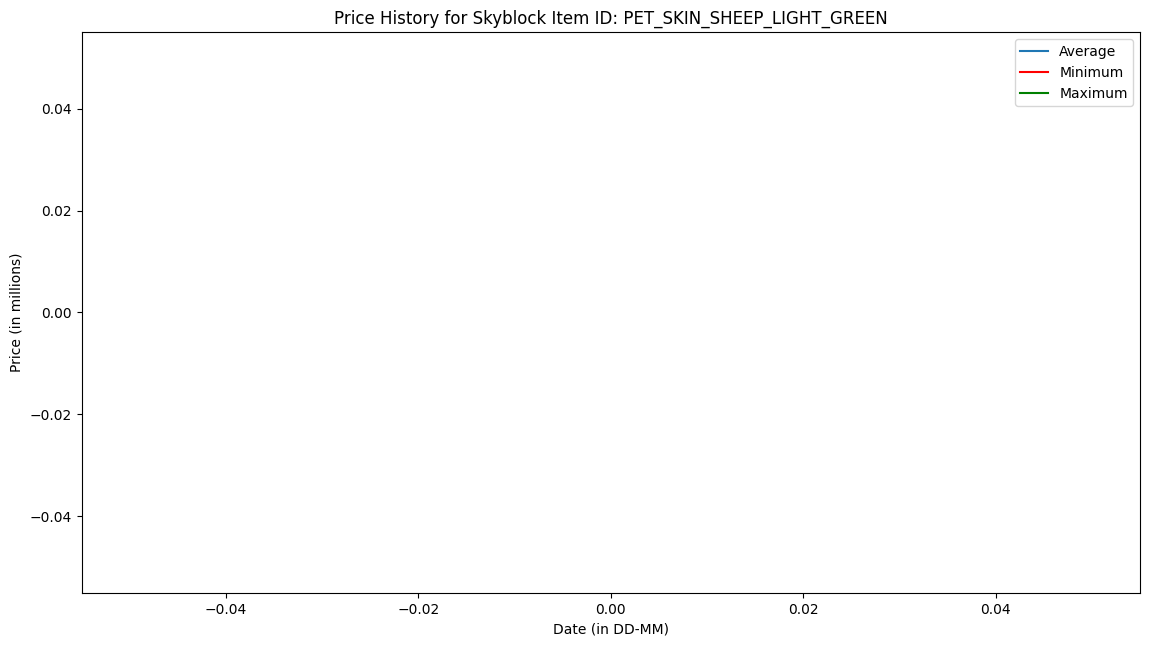 Price History for Skyblock Item ID: PET_SKIN_SHEEP_LIGHT_GREEN
Average
Minimum
Maximum
0.04
0.02
0.00
−0.02
−0.04
Price (in millions)
−0.04
−0.02
0.00
0.02
0.04
Date (in DD-MM)